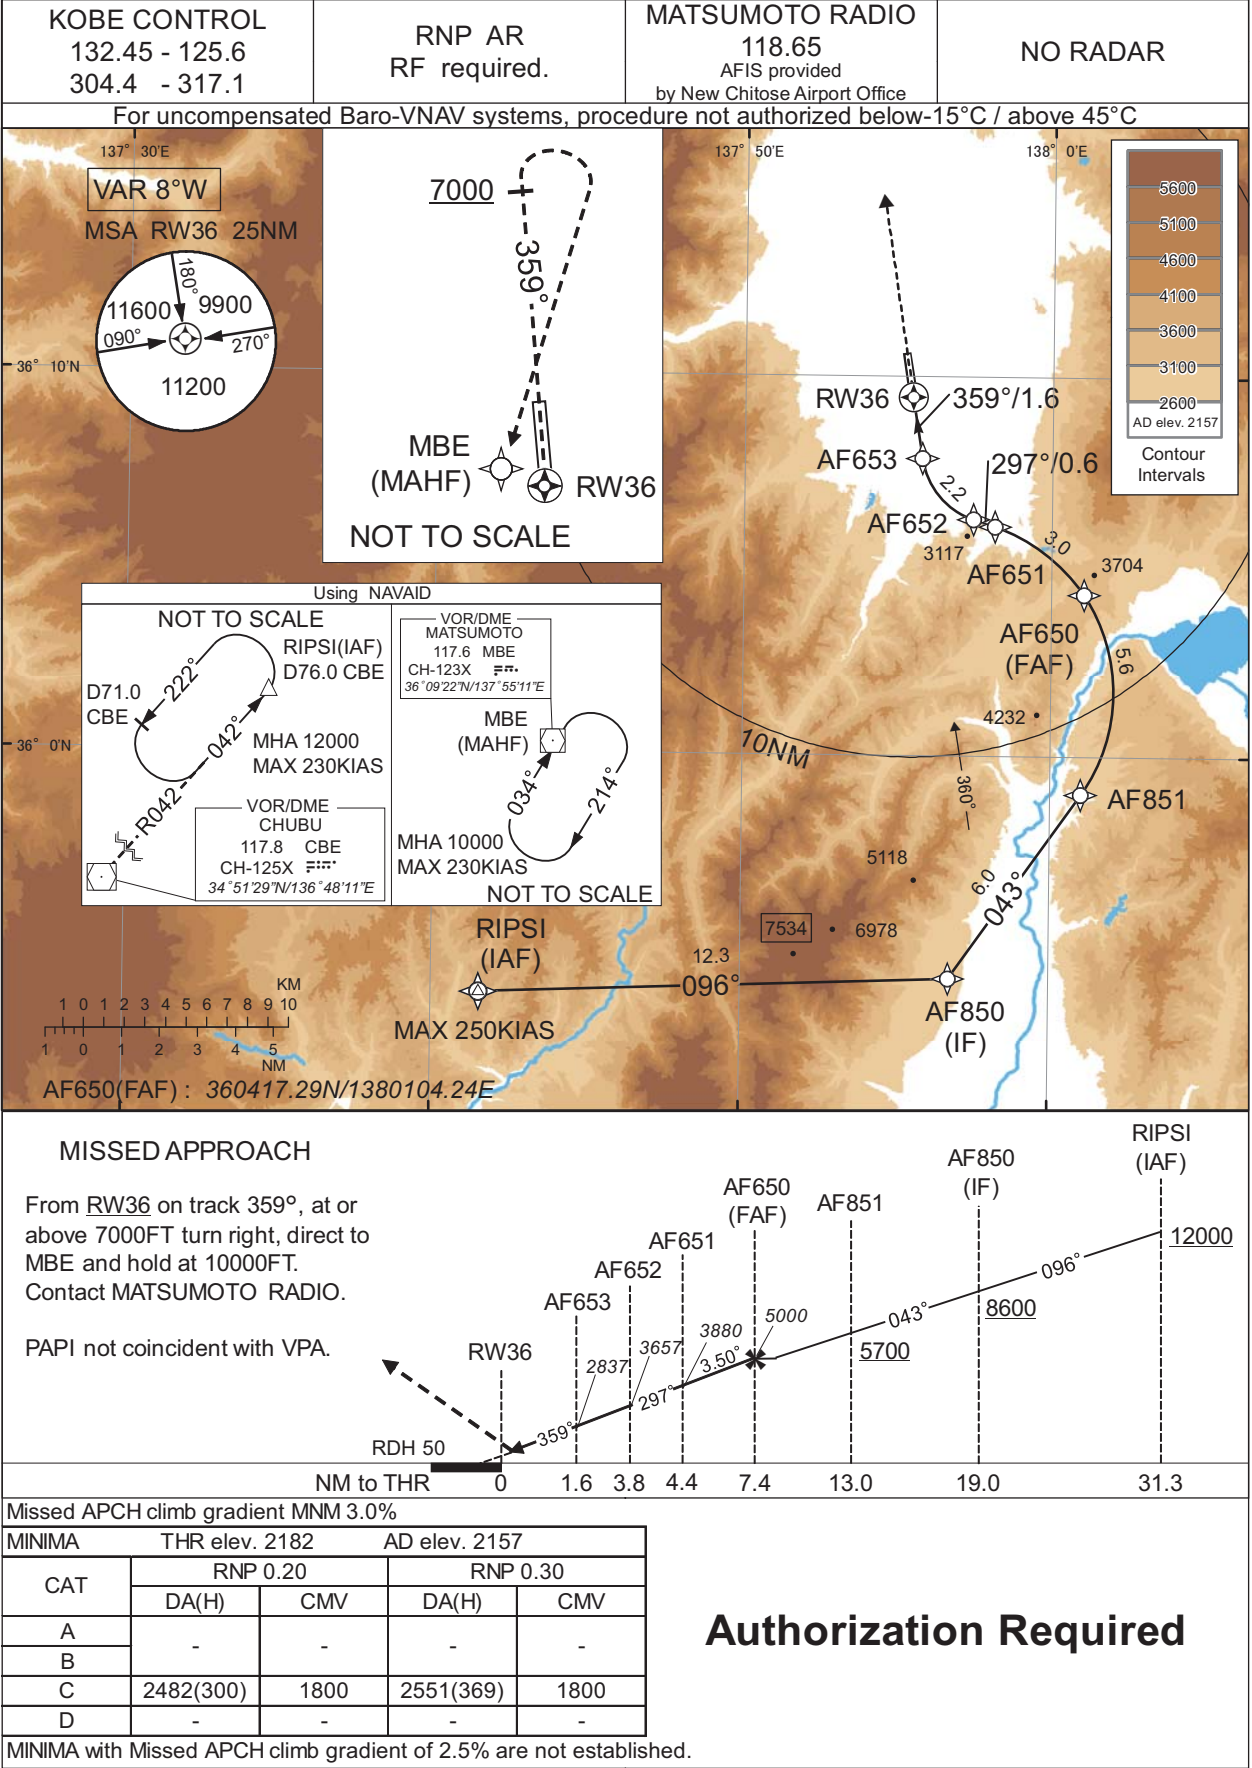 KOBE CONTROL
132.45 - 125.6
304.4 - 317.1
RNP AR
RF required.
MATSUMOTO RADIO
118.65
AFIS provided
by New Chitose Airport Office
NO RADAR
For uncompensated Baro-VNAV systems, procedure not authorized below-15°C / above 45°C
137° 30'E
137° 50'E
138° 0'E
VAR 8°W
MSA RW36 25NM
180°
11600
9900
090°
270°
11200
36° 10'N
7000
359°
MBE
(MAHF)
RW36
NOT TO SCALE
5600
5100
4600
4100
3600
3100
2600
AD elev. 2157
Contour
Intervals
RW36
359°/1.6
AF653
297°/0.6
2.2
AF652
3117
AF651
3.0
3704
AF650
(FAF)
5.6
4232
10NM
360°
AF851
5118
6.0
043°
7534
6978
RIPSI
(IAF)
12.3
096°
MAX 250KIAS
AF850
(IF)
Using NAVAID
NOT TO SCALE
RIPSI(IAF)
D76.0 CBE
222°
D71.0
CBE
042°
MHA 12000
MAX 230KIAS
R042
VOR/DME
CHUBU
117.8 CBE
CH-125X
34°51'29"N/136°48'11"E
VOR/DME
MATSUMOTO
117.6 MBE
CH-123X
36°09'22"N/137°55'11"E
MBE
(MAHF)
034°
214°
MHA 10000
MAX 230KIAS
NOT TO SCALE
36° 0'N
KM
1 0 1 2 3 4 5 6 7 8 9 10
1 0 1 2 3 4 5
NM
AF650(FAF) : 360417.29N/1380104.24E
MISSED APPROACH
From RW36 on track 359°, at or
above 7000FT turn right, direct to
MBE and hold at 10000FT.
Contact MATSUMOTO RADIO.
PAPI not coincident with VPA.
RIPSI
(IAF)
AF850
(IF)
AF650
(FAF)
AF851
AF651
AF652
AF653
RW36
12000
096°
8600
043°
5700
5000
3880
3657
2837
3.50°
297°
359°
RDH 50
NM to THR 0 1.6 3.8 4.4 7.4 13.0 19.0 31.3
Missed APCH climb gradient MNM 3.0%
MINIMA THR elev. 2182 AD elev. 2157
CAT RNP 0.20 RNP 0.30
DA(H) CMV DA(H) CMV
A
- - - -
B
C 2482(300) 1800 2551(369) 1800
D - - - -
MINIMA with Missed APCH climb gradient of 2.5% are not established.
Authorization Required